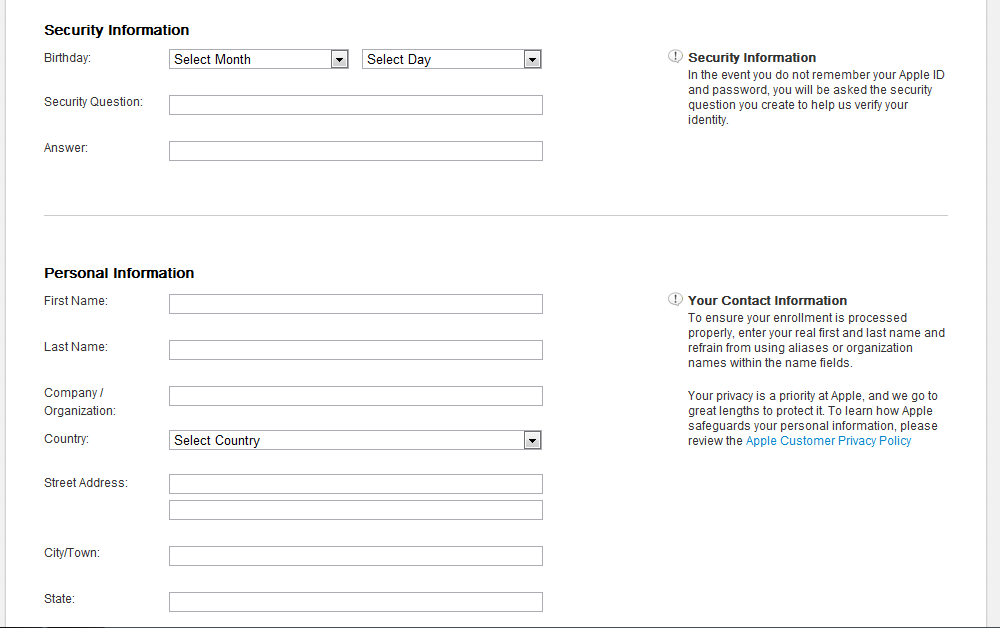 Security Information
Birthday:
Select Month
Select Day
Security Question:
Answer:
Security Information
In the event you do not remember your Apple ID
and password, you will be asked the security
question you create to help us verify your
identity.
Personal Information
First Name:
Last Name:
Company /
Organization:
Country:
Select Country
Street Address:
City/Town:
State:
Your Contact Information
To ensure your enrollment is processed
properly, enter your real first and last name and
refrain from using aliases or organization
names within the name fields.
Your privacy is a priority at Apple, and we go to
great lengths to protect it. To learn how Apple
safeguards your personal information, please
review the Apple Customer Privacy Policy